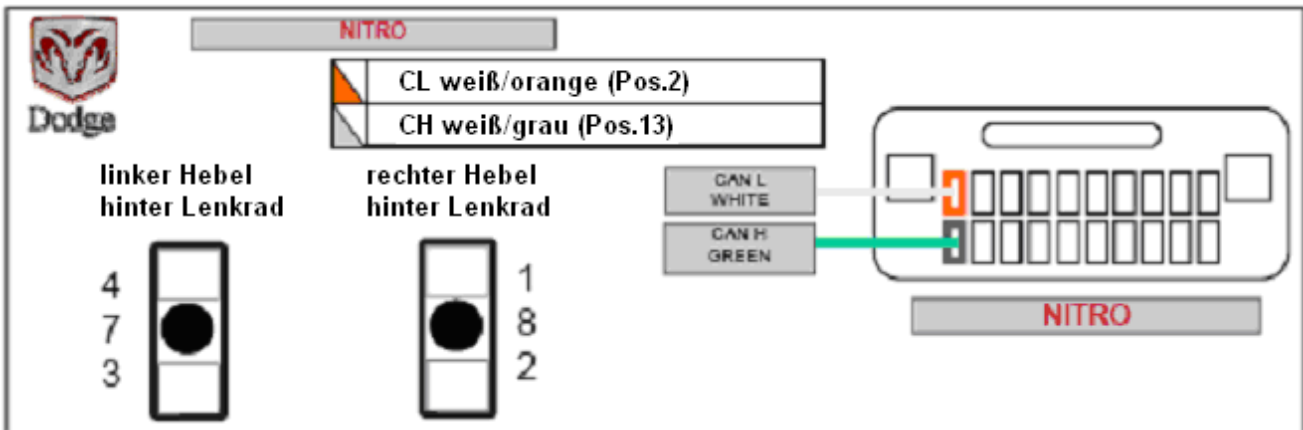 NITRO
Dodge
CL weiß/orange (Pos.2)
CH weiß/grau (Pos.13)
linker Hebel
hinter Lenkrad
rechter Hebel
hinter Lenkrad
4
7
3
1
8
2
CAN L
WHITE
CAN H
GREEN
NITRO